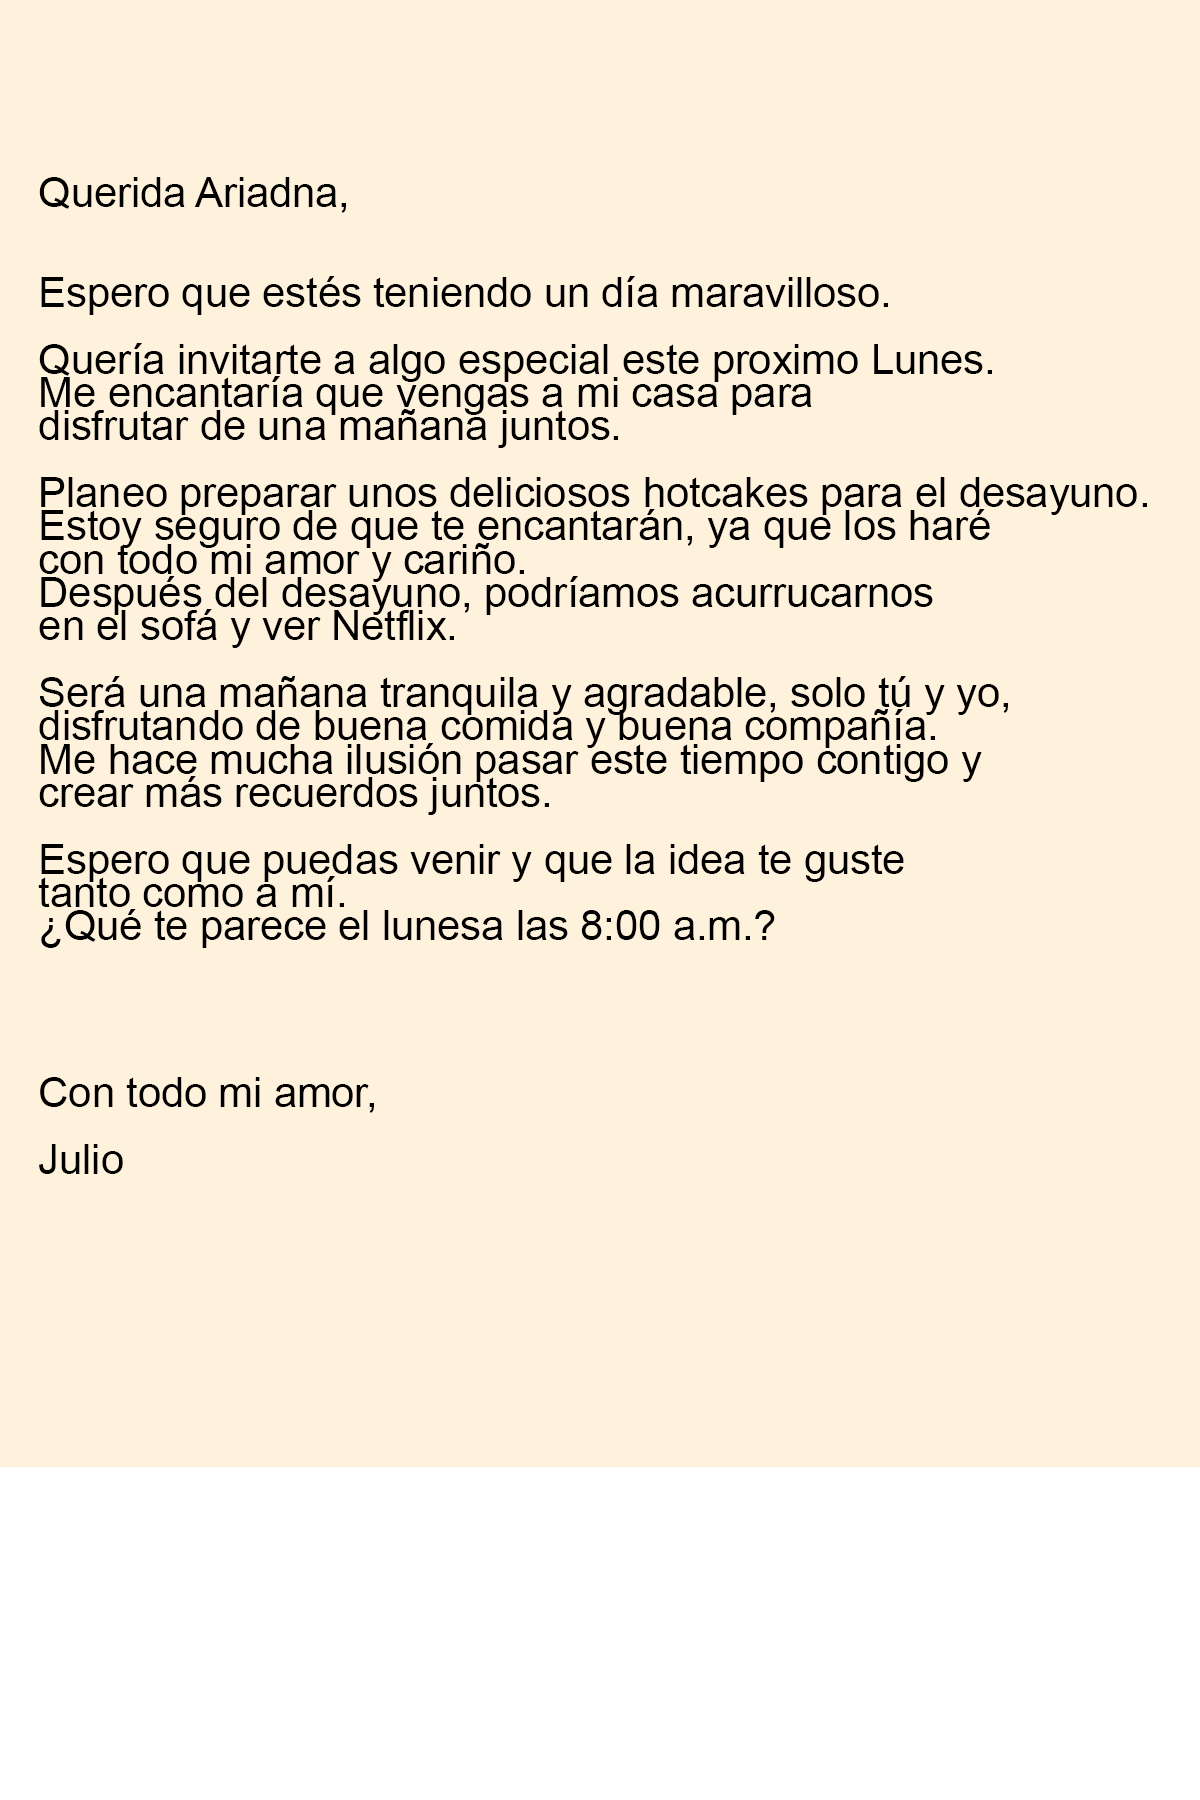 Querida Ariadna,
Espero que estés teniendo un día maravilloso.
Quería invitarte a algo especial este proximo Lunes.
Me encantaría que vengas a mi casa para
disfrutar de una mañana juntos.
Planeo preparar unos deliciosos hotcakes para el desayuno.
Estoy seguro de que te encantarán, ya que los haré
con todo mi amor y cariño.
Después del desayuno, podríamos acurrucarnos
en el sofá y ver Netflix.
Será una mañana tranquila y agradable, solo tú y yo,
disfrutando de buena comida y buena compañía.
Me hace mucha ilusión pasar este tiempo contigo y
crear más recuerdos juntos.
Espero que puedas venir y que la idea te guste
tanto como a mí.
¿Qué te parece el lunesa las 8:00 a.m.?
Con todo mi amor,
Julio